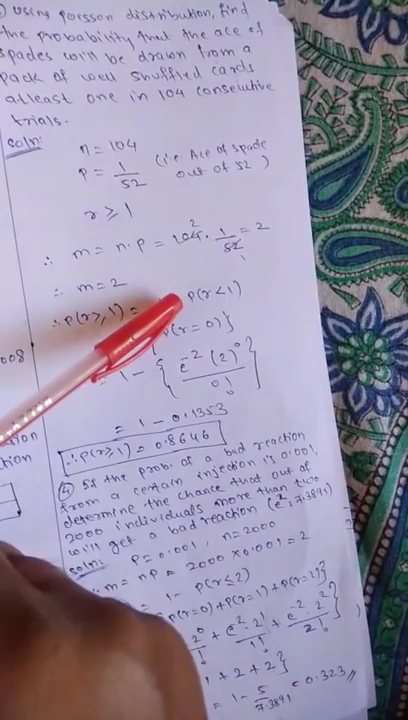 Using poisson distribution, find
the probability that the ace of
spades will be drawn from a
pack of well shuffled cards
atleast one in 104 consecutive
trials.
soln:
n = 104
p = 1/52 (i.e. Ace of spade out of 52)
r ≥ 1
∴ m = n·p = 104 · 1/52 = 2
∴ m = 2
∴ P(r≥1) = P(r<1)
P(r=0)}
= 1 - { e^-2 (2)^0 / 0! }
= 1 - 0.1353
∴ P(r≥1) = 0.8646
④ If the prob. of a bad reaction
from a certain injection is 0.001,
determine the chance that out of
2000 individuals more than two
will get a bad reaction (e²=7.3891)
soln: P = 0.001, n = 2000
∴ m = np = 2000 × 0.001 = 2
= 1 - P(r≤2)
P(r=0) + P(r=1) + P(r=2)}
2^0/0! + e^-2·2^1/1! + e^-2·2^2/2! }
1 + 2 + 2}
= 1 - 5/7.3891 = 0.323